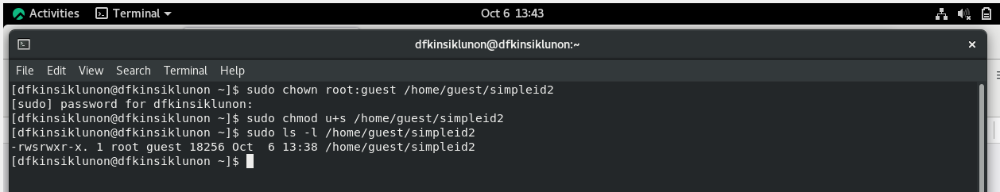 Activities Terminal Oct 6 13:43
dfkinsiklunon@dfkinsiklunon:~
File Edit View Search Terminal Help
[dfkinsiklunon@dfkinsiklunon ~]$ sudo chown root:guest /home/guest/simpleid2
[sudo] password for dfkinsiklunon:
[dfkinsiklunon@dfkinsiklunon ~]$ sudo chmod u+s /home/guest/simpleid2
[dfkinsiklunon@dfkinsiklunon ~]$ sudo ls -l /home/guest/simpleid2
-rwsrwxr-x. 1 root guest 18256 Oct  6 13:38 /home/guest/simpleid2
[dfkinsiklunon@dfkinsiklunon ~]$